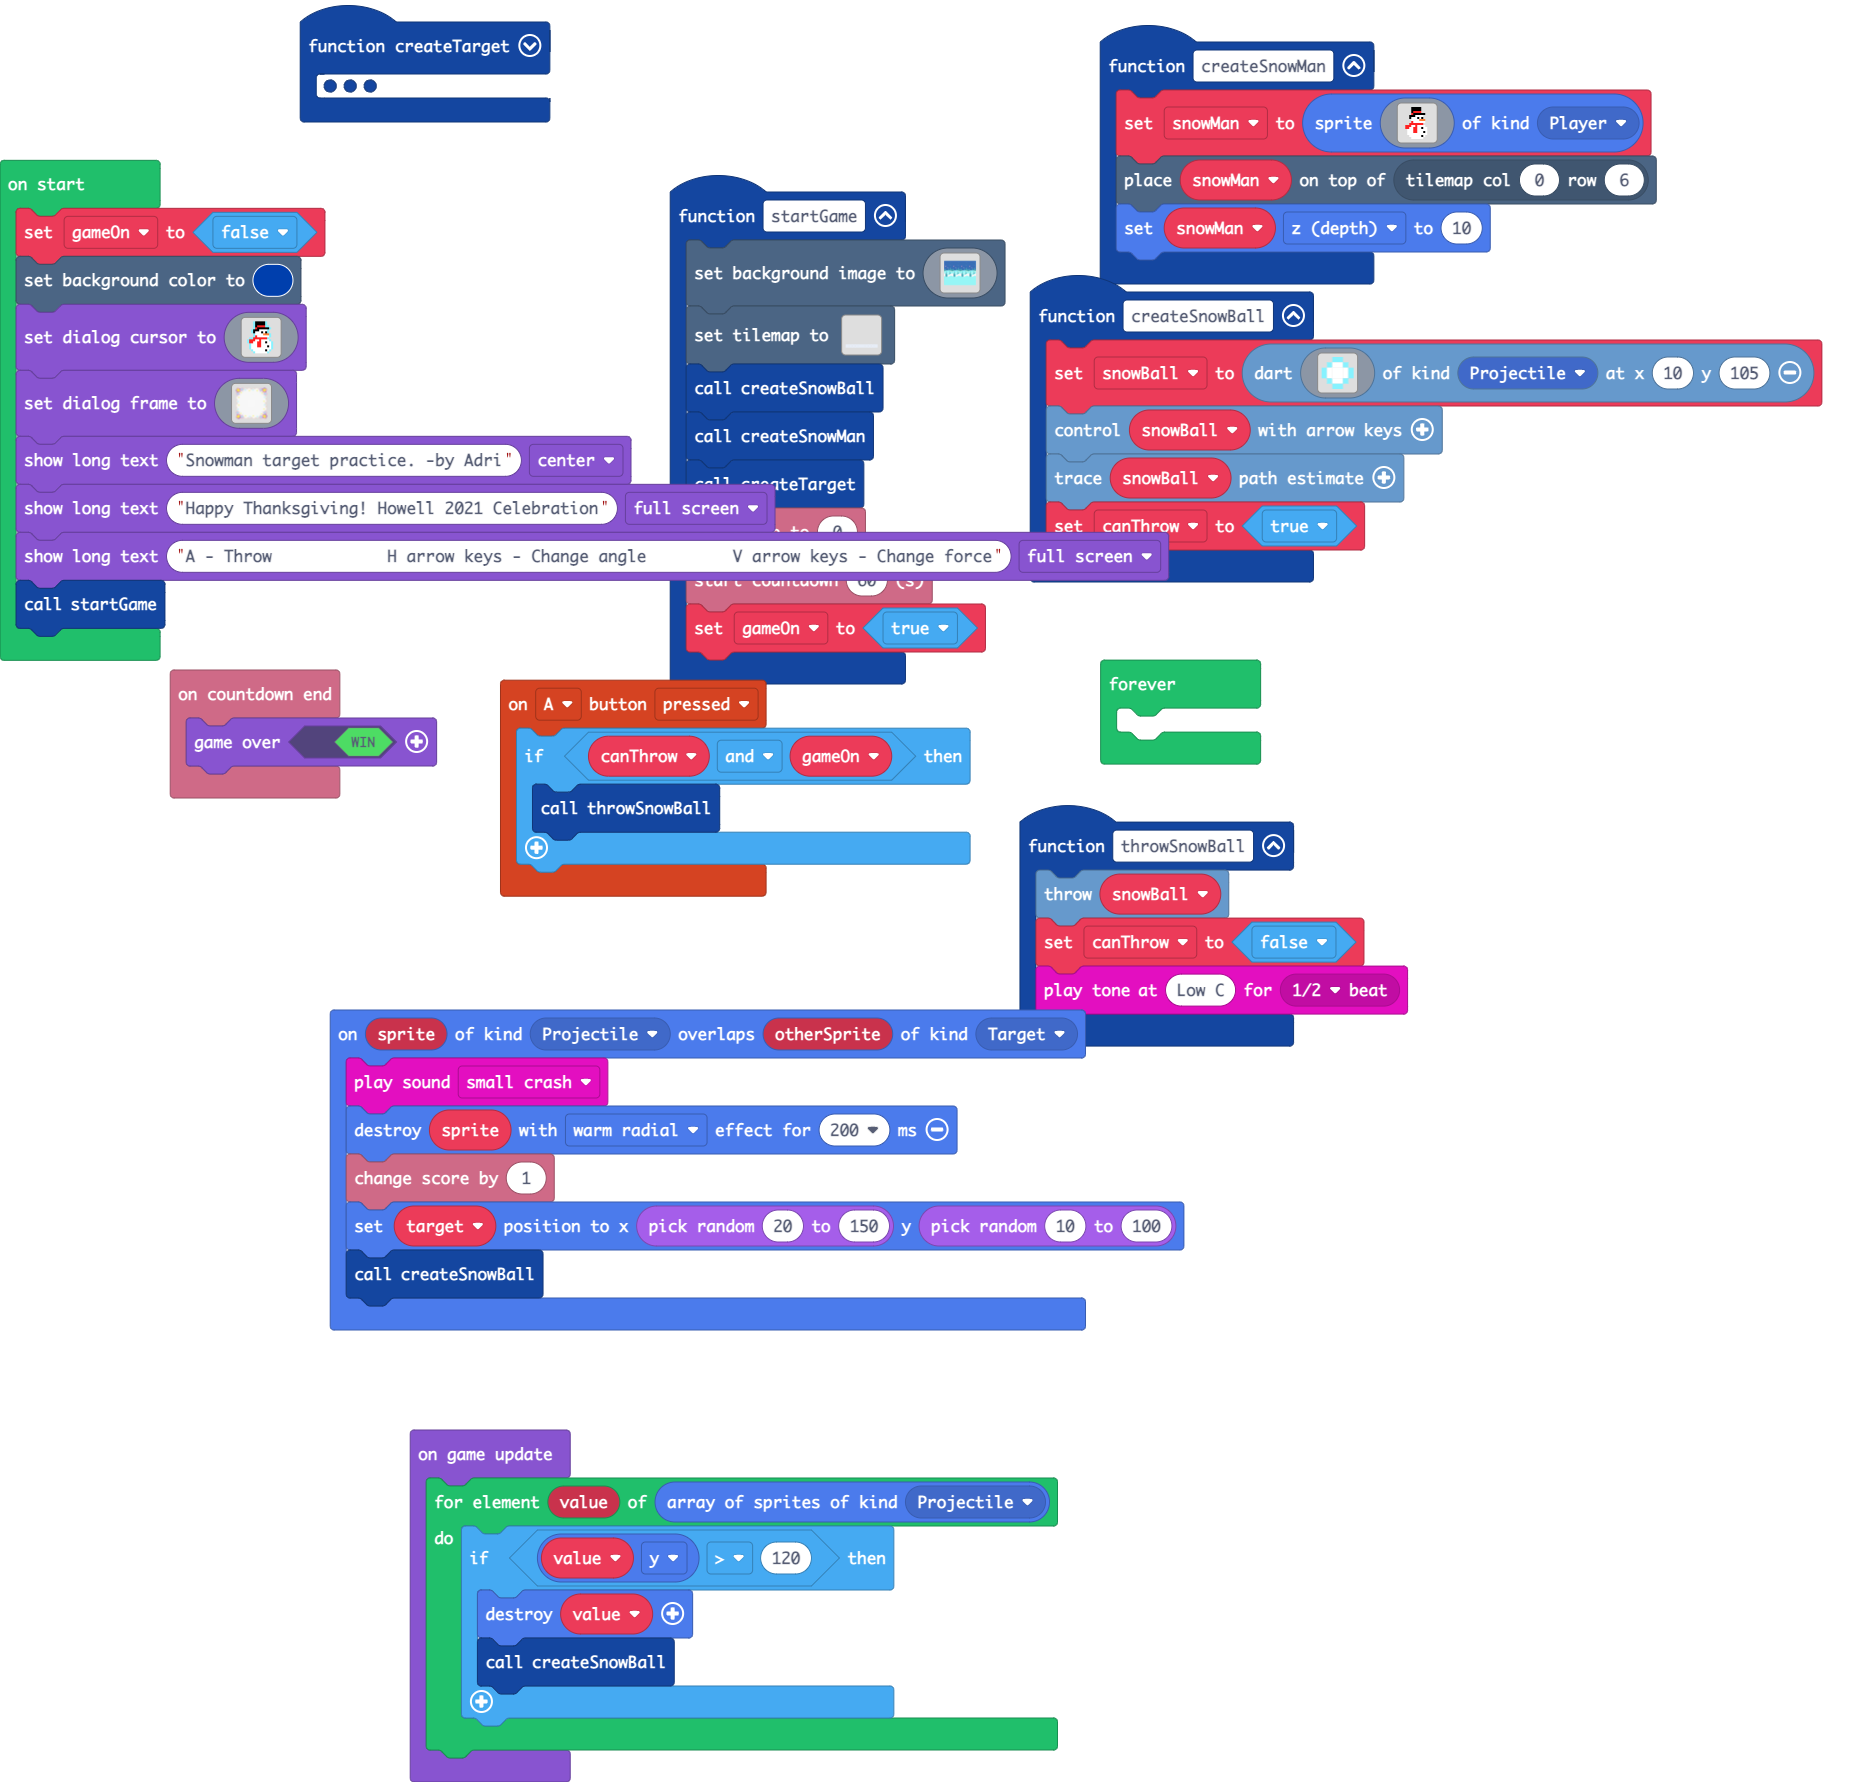 function createTarget
on start
set gameOn to false
set background color to
set dialog cursor to
set dialog frame to
show long text "Snowman target practice. -by Adri" center
show long text "Happy Thanksgiving! Howell 2021 Celebration" full screen
show long text "A - Throw H arrow keys - Change angle V arrow keys - Change force" full screen
call startGame
function startGame
set background image to
set tilemap to
call createSnowBall
call createSnowMan
call createTarget
to 0
start countdown 60 (s)
set gameOn to true
function createSnowMan
set snowMan to sprite of kind Player
place snowMan on top of tilemap col 0 row 6
set snowMan z (depth) to 10
function createSnowBall
set snowBall to dart of kind Projectile at x 10 y 105
control snowBall with arrow keys
trace snowBall path estimate
set canThrow to true
on countdown end
game over WIN
on A button pressed
if canThrow and gameOn then
call throwSnowBall
forever
function throwSnowBall
throw snowBall
set canThrow to false
play tone at Low C for 1/2 beat
on sprite of kind Projectile overlaps otherSprite of kind Target
play sound small crash
destroy sprite with warm radial effect for 200 ms
change score by 1
set target position to x pick random 20 to 150 y pick random 10 to 100
call createSnowBall
on game update
for element value of array of sprites of kind Projectile
do
if value y > 120 then
destroy value
call createSnowBall